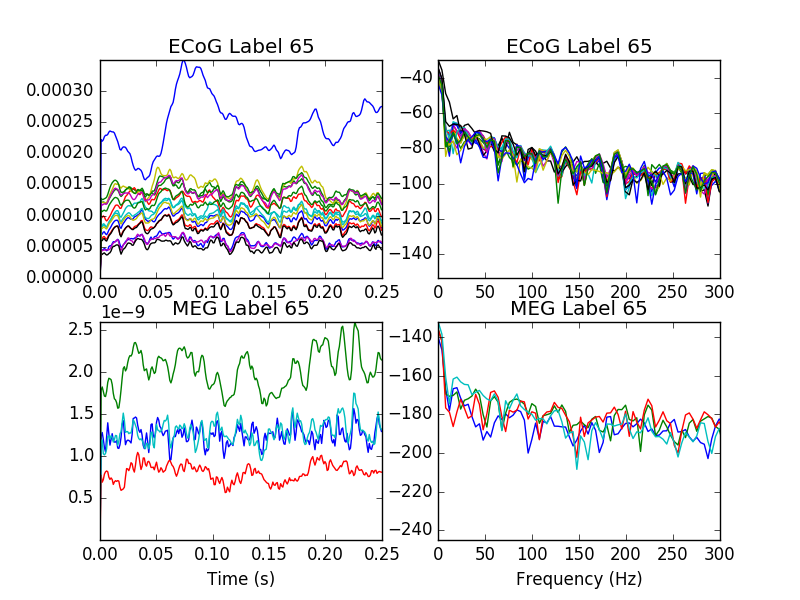 ECoG Label 65
0.00030
0.00025
0.00020
0.00015
0.00010
0.00005
0.00000
0.00 0.05 0.10 0.15 0.20 0.25
ECoG Label 65
−40
−60
−80
−100
−120
−140
0 50 100 150 200 250 300
MEG Label 65
1e−9
2.5
2.0
1.5
1.0
0.5
0.00 0.05 0.10 0.15 0.20 0.25
Time (s)
MEG Label 65
−140
−160
−180
−200
−220
−240
0 50 100 150 200 250 300
Frequency (Hz)